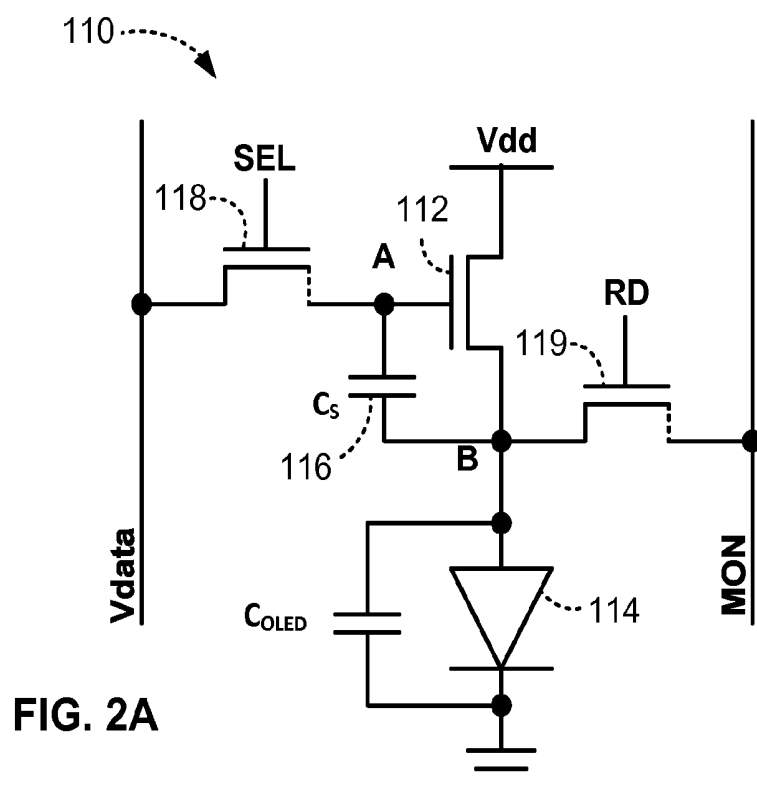 110
Vdd
SEL
118
112
A
RD
119
CS
B
116
Vdata
MON
COLED
114
FIG. 2A